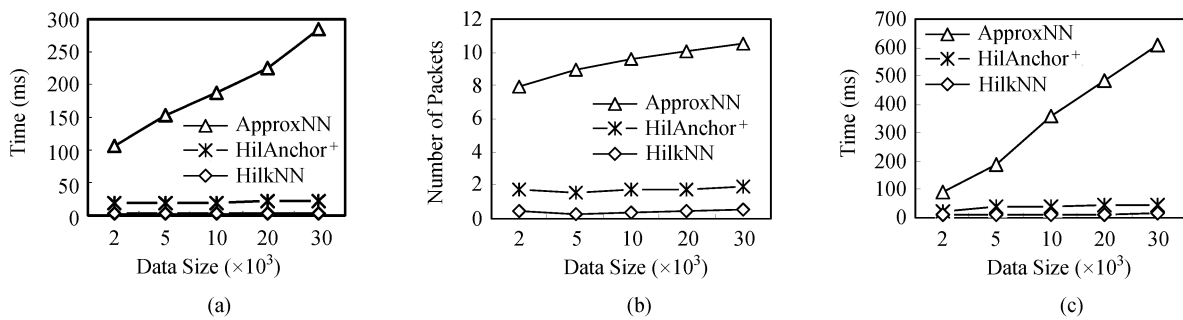 300
250
200
150
100
50
0
Time (ms)
ApproxNN
HilAnchor+
HilkNN
2 5 10 20 30
Data Size (×10³)
(a)
12
10
8
6
4
2
0
Number of Packets
ApproxNN
HilAnchor+
HilkNN
2 5 10 20 30
Data Size (×10³)
(b)
700
600
500
400
300
200
100
0
Time (ms)
ApproxNN
HilAnchor+
HilkNN
2 5 10 20 30
Data Size (×10³)
(c)